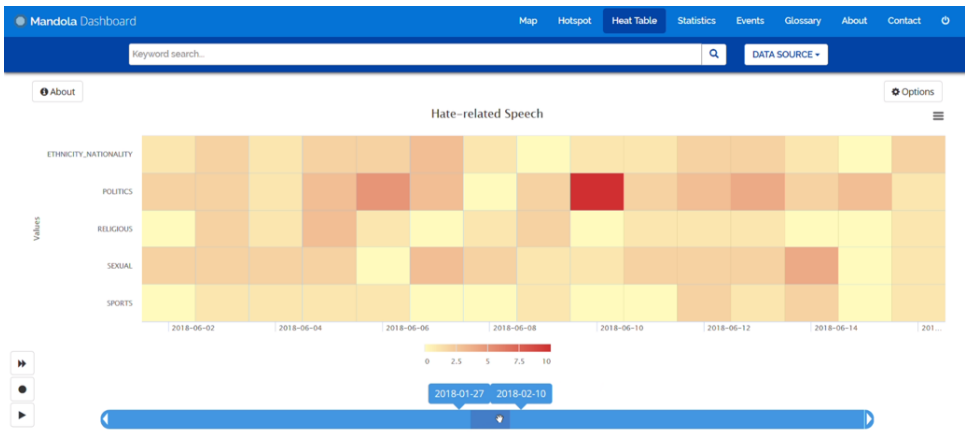 Mandola Dashboard Map Hotspot Heat Table Statistics Events Glossary About Contact
Keyword search... DATA SOURCE
About Options
Hate-related Speech
Values
ETHNICITY_NATIONALITY
POLITICS
RELIGIOUS
SEXUAL
SPORTS
2018-06-02 2018-06-04 2018-06-06 2018-06-08 2018-06-10 2018-06-12 2018-06-14 201...
0 2.5 5 7.5 10
2018-01-27 2018-02-10